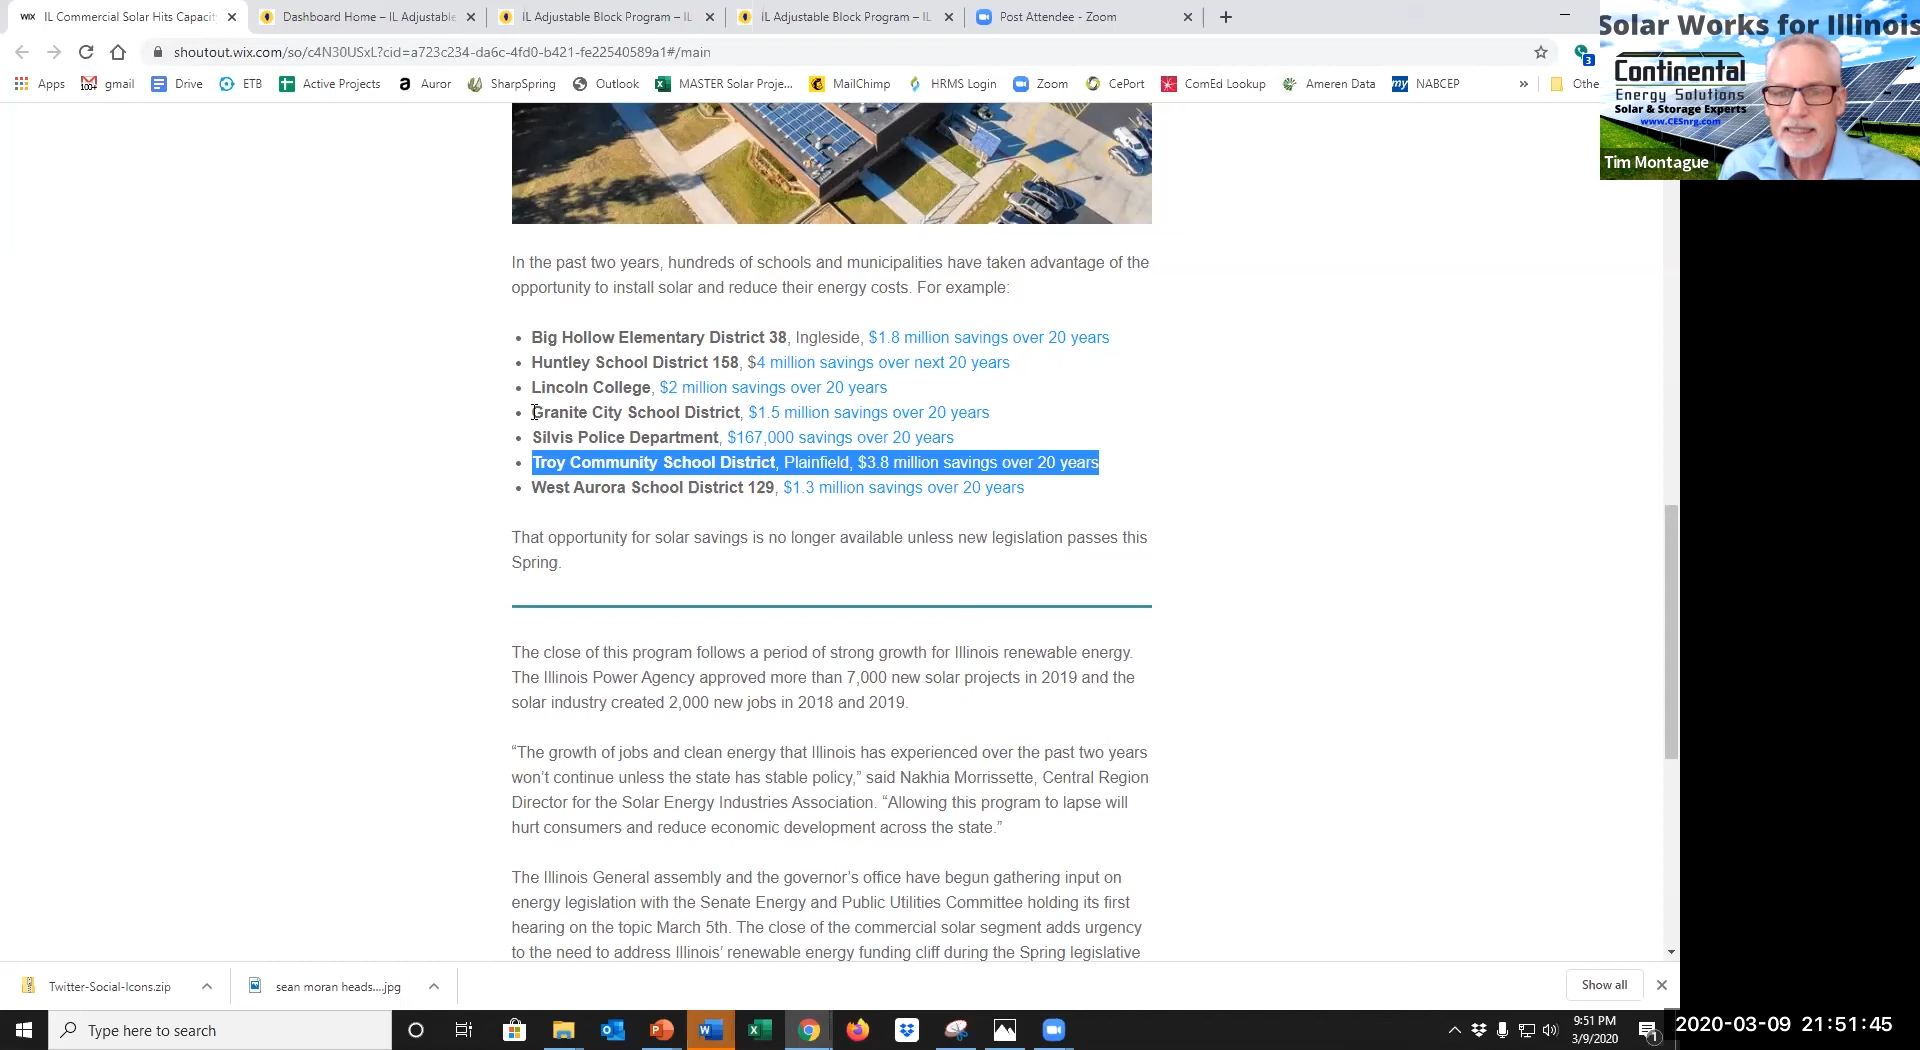 IL Commercial Solar Hits Capacit
Dashboard Home – IL Adjustable
IL Adjustable Block Program – IL
IL Adjustable Block Program – IL
Post Attendee - Zoom
shoutout.wix.com/so/c4N30USxL?cid=a723c234-da6c-4fd0-b421-fe22540589a1#/main
Apps
gmail
Drive
ETB
Active Projects
Auror
SharpSpring
Outlook
MASTER Solar Proje...
MailChimp
HRMS Login
Zoom
CePort
ComEd Lookup
Ameren Data
NABCEP
»
Othe
Solar Works for Illinois
Continental
Energy Solutions
Solar & Storage Experts
www.CESnrg.com
Tim Montague
In the past two years, hundreds of schools and municipalities have taken advantage of the
opportunity to install solar and reduce their energy costs. For example:
• Big Hollow Elementary District 38, Ingleside, $1.8 million savings over 20 years
• Huntley School District 158, $4 million savings over next 20 years
• Lincoln College, $2 million savings over 20 years
• Granite City School District, $1.5 million savings over 20 years
• Silvis Police Department, $167,000 savings over 20 years
• Troy Community School District, Plainfield, $3.8 million savings over 20 years
• West Aurora School District 129, $1.3 million savings over 20 years
That opportunity for solar savings is no longer available unless new legislation passes this
Spring.
The close of this program follows a period of strong growth for Illinois renewable energy.
The Illinois Power Agency approved more than 7,000 new solar projects in 2019 and the
solar industry created 2,000 new jobs in 2018 and 2019.
“The growth of jobs and clean energy that Illinois has experienced over the past two years
won’t continue unless the state has stable policy,” said Nakhia Morrissette, Central Region
Director for the Solar Energy Industries Association. “Allowing this program to lapse will
hurt consumers and reduce economic development across the state.”
The Illinois General assembly and the governor’s office have begun gathering input on
energy legislation with the Senate Energy and Public Utilities Committee holding its first
hearing on the topic March 5th. The close of the commercial solar segment adds urgency
to the need to address Illinois’ renewable energy funding cliff during the Spring legislative
Twitter-Social-Icons.zip
sean moran heads....jpg
Show all
Type here to search
9:51 PM
3/9/2020
2020-03-09 21:51:45